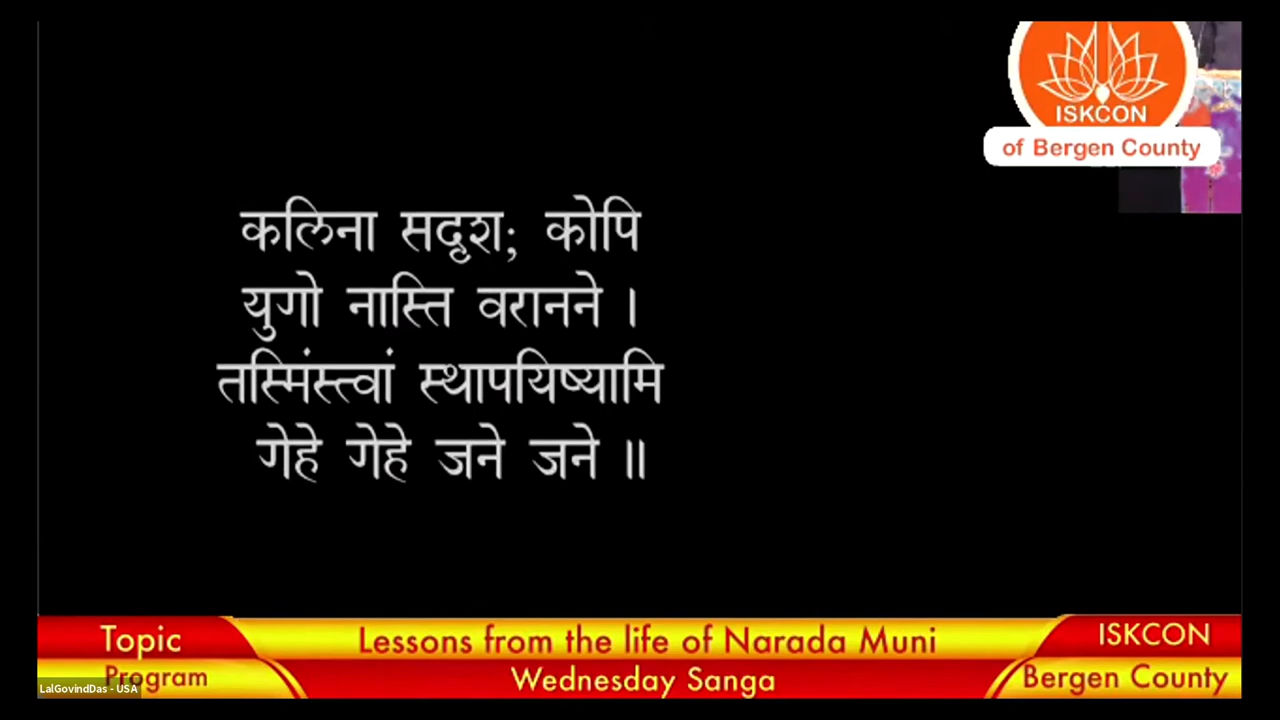 ISKCON
of Bergen County
कलिना सदृश; कोपि
युगो नास्ति वरानने ।
तस्मिंस्त्वां स्थापयिष्यामि
गेहे गेहे जने जने ॥
Topic
Lessons from the life of Narada Muni
ISKCON
Program
Wednesday Sanga
Bergen County
LalGovindDas - USA